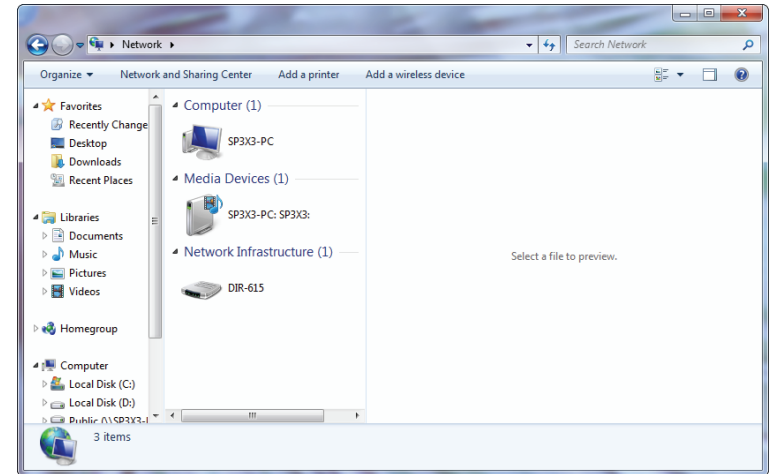 Network
Search Network
Organize
Network and Sharing Center
Add a printer
Add a wireless device
Favorites
Recently Change
Desktop
Downloads
Recent Places
Libraries
Documents
Music
Pictures
Videos
Homegroup
Computer
Local Disk (C:)
Local Disk (D:)
Public (\\SP3X3-
Computer (1)
SP3X3-PC
Media Devices (1)
SP3X3-PC: SP3X3:
Network Infrastructure (1)
DIR-615
Select a file to preview.
3 items